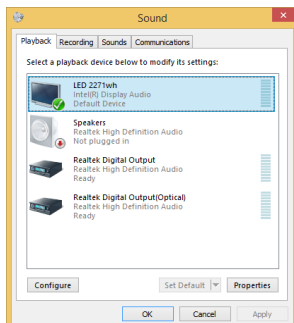 Sound
Playback Recording Sounds Communications
Select a playback device below to modify its settings:
LED 2271wh
Intel(R) Display Audio
Default Device
Speakers
Realtek High Definition Audio
Not plugged in
Realtek Digital Output
Realtek High Definition Audio
Ready
Realtek Digital Output(Optical)
Realtek High Definition Audio
Ready
Configure Set Default Properties
OK Cancel Apply